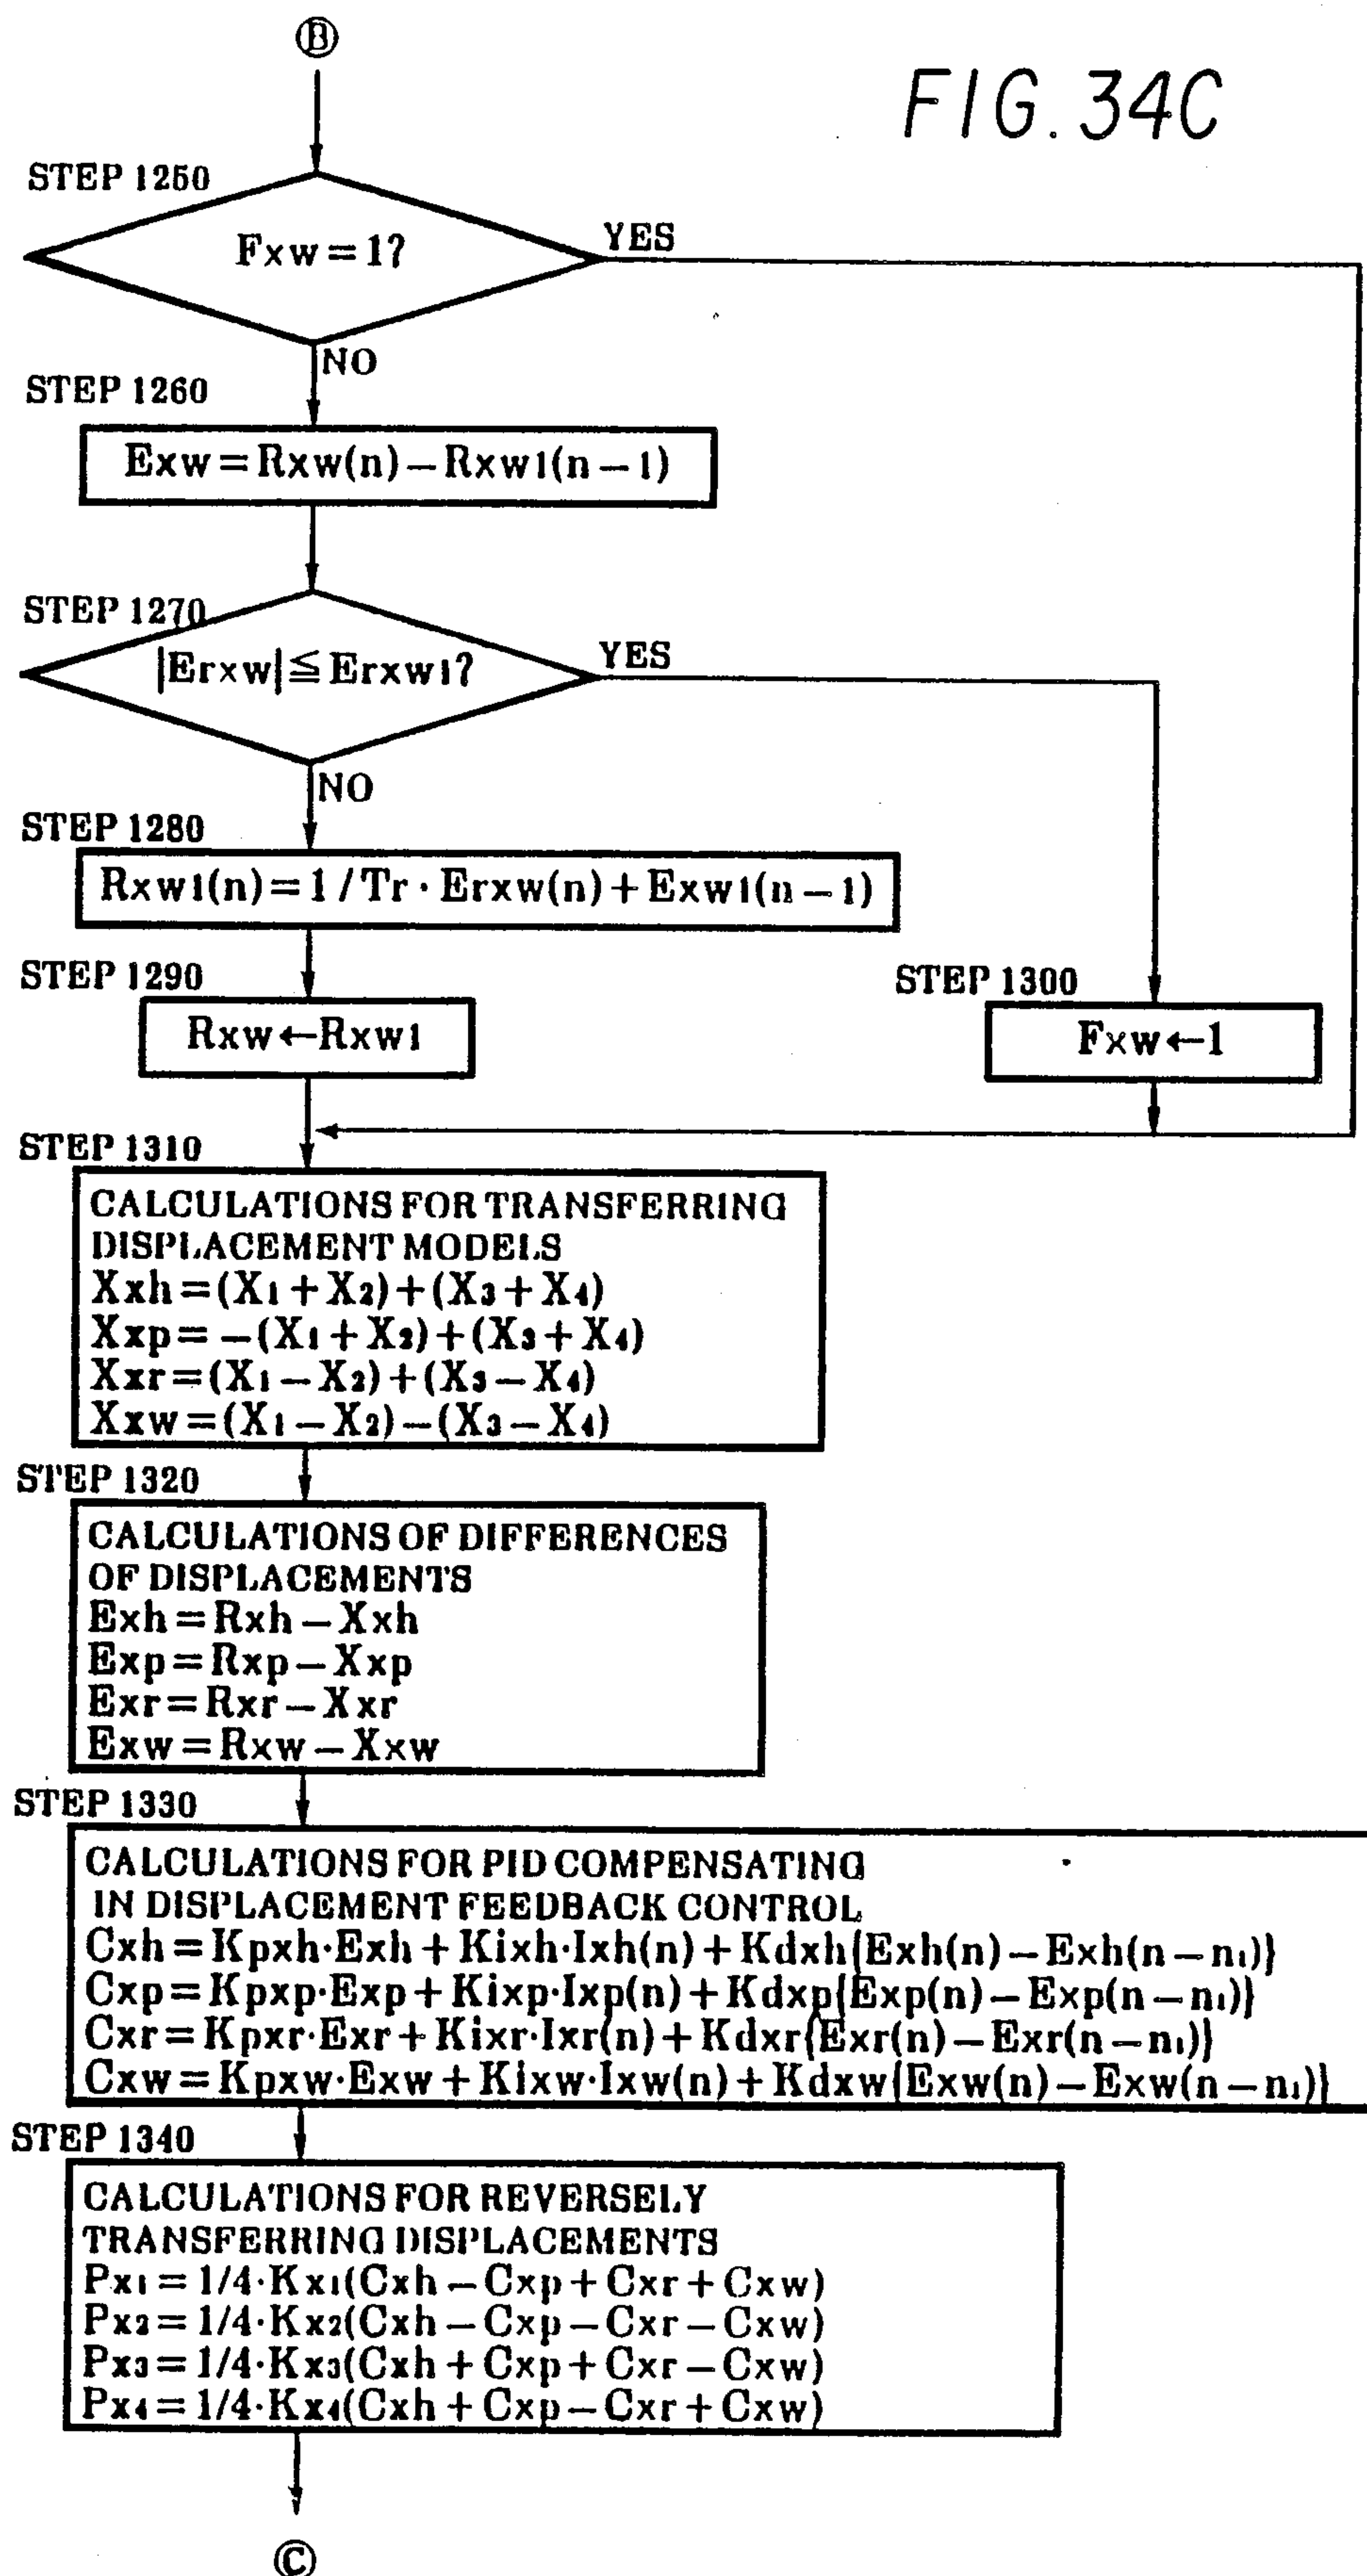 Ⓑ
FIG. 34C
STEP 1250
Fxw = 1?
YES
NO
STEP 1260
Exw = Rxw(n) − Rxw1(n − 1)
STEP 1270
|Erxw| ≦ Erxw1?
YES
NO
STEP 1280
Rxw1(n) = 1 / Tr · Erxw(n) + Exw1(n − 1)
STEP 1290
Rxw ← Rxw1
STEP 1300
Fxw ← 1
STEP 1310
CALCULATIONS FOR TRANSFERRING
DISPLACEMENT MODELS
Xxh = (X1 + X2) + (X3 + X4)
Xxp = −(X1 + X2) + (X3 + X4)
Xxr = (X1 − X2) + (X3 − X4)
Xxw = (X1 − X2) − (X3 − X4)
STEP 1320
CALCULATIONS OF DIFFERENCES
OF DISPLACEMENTS
Exh = Rxh − Xxh
Exp = Rxp − Xxp
Exr = Rxr − Xxr
Exw = Rxw − Xxw
STEP 1330
CALCULATIONS FOR PID COMPENSATING
IN DISPLACEMENT FEEDBACK CONTROL
Cxh = Kpxh·Exh + Kixh·Ixh(n) + Kdxh{Exh(n) − Exh(n − n1)}
Cxp = Kpxp·Exp + Kixp·Ixp(n) + Kdxp{Exp(n) − Exp(n − n1)}
Cxr = Kpxr·Exr + Kixr·Ixr(n) + Kdxr{Exr(n) − Exr(n − n1)}
Cxw = Kpxw·Exw + Kixw·Ixw(n) + Kdxw{Exw(n) − Exw(n − n1)}
STEP 1340
CALCULATIONS FOR REVERSELY
TRANSFERRING DISPLACEMENTS
Px1 = 1/4·Kx1(Cxh − Cxp + Cxr + Cxw)
Px2 = 1/4·Kx2(Cxh − Cxp − Cxr − Cxw)
Px3 = 1/4·Kx3(Cxh + Cxp + Cxr − Cxw)
Px4 = 1/4·Kx4(Cxh + Cxp − Cxr + Cxw)
Ⓒ